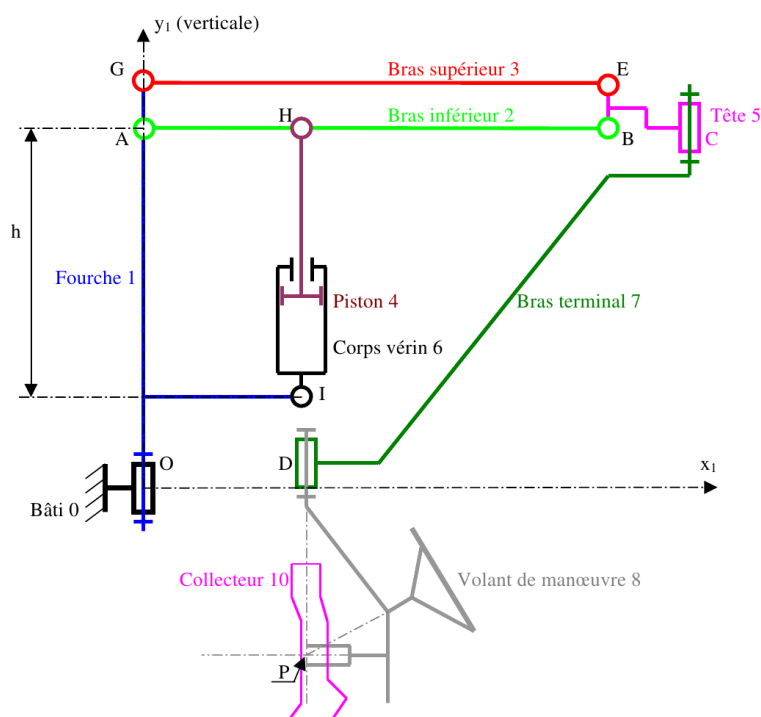 y₁ (verticale)
G
Bras supérieur 3
E
A
H
Bras inférieur 2
B
Tête 5
C
h
Fourche 1
Piston 4
Bras terminal 7
Corps vérin 6
I
O
D
x₁
Bâti 0
Collecteur 10
Volant de manœuvre 8
P